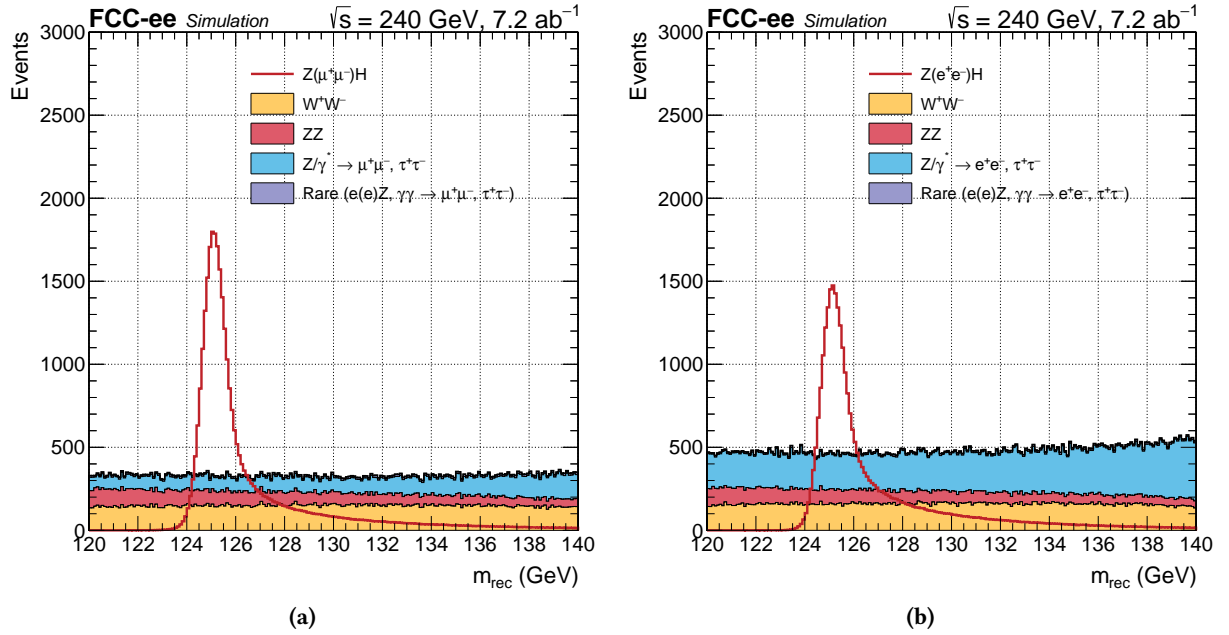 FCC-ee Simulation √s = 240 GeV, 7.2 ab⁻¹
Events
3000
2500
2000
1500
1000
500
0
Z(μ⁺μ⁻)H
W⁺W⁻
ZZ
Z/γ* → μ⁺μ⁻, τ⁺τ⁻
Rare (e(e)Z, γγ → μ⁺μ⁻, τ⁺τ⁻)
120 122 124 126 128 130 132 134 136 138 140
m_rec (GeV)
(a)
FCC-ee Simulation √s = 240 GeV, 7.2 ab⁻¹
Events
3000
2500
2000
1500
1000
500
0
Z(e⁺e⁻)H
W⁺W⁻
ZZ
Z/γ* → e⁺e⁻, τ⁺τ⁻
Rare (e(e)Z, γγ → e⁺e⁻, τ⁺τ⁻)
120 122 124 126 128 130 132 134 136 138 140
m_rec (GeV)
(b)